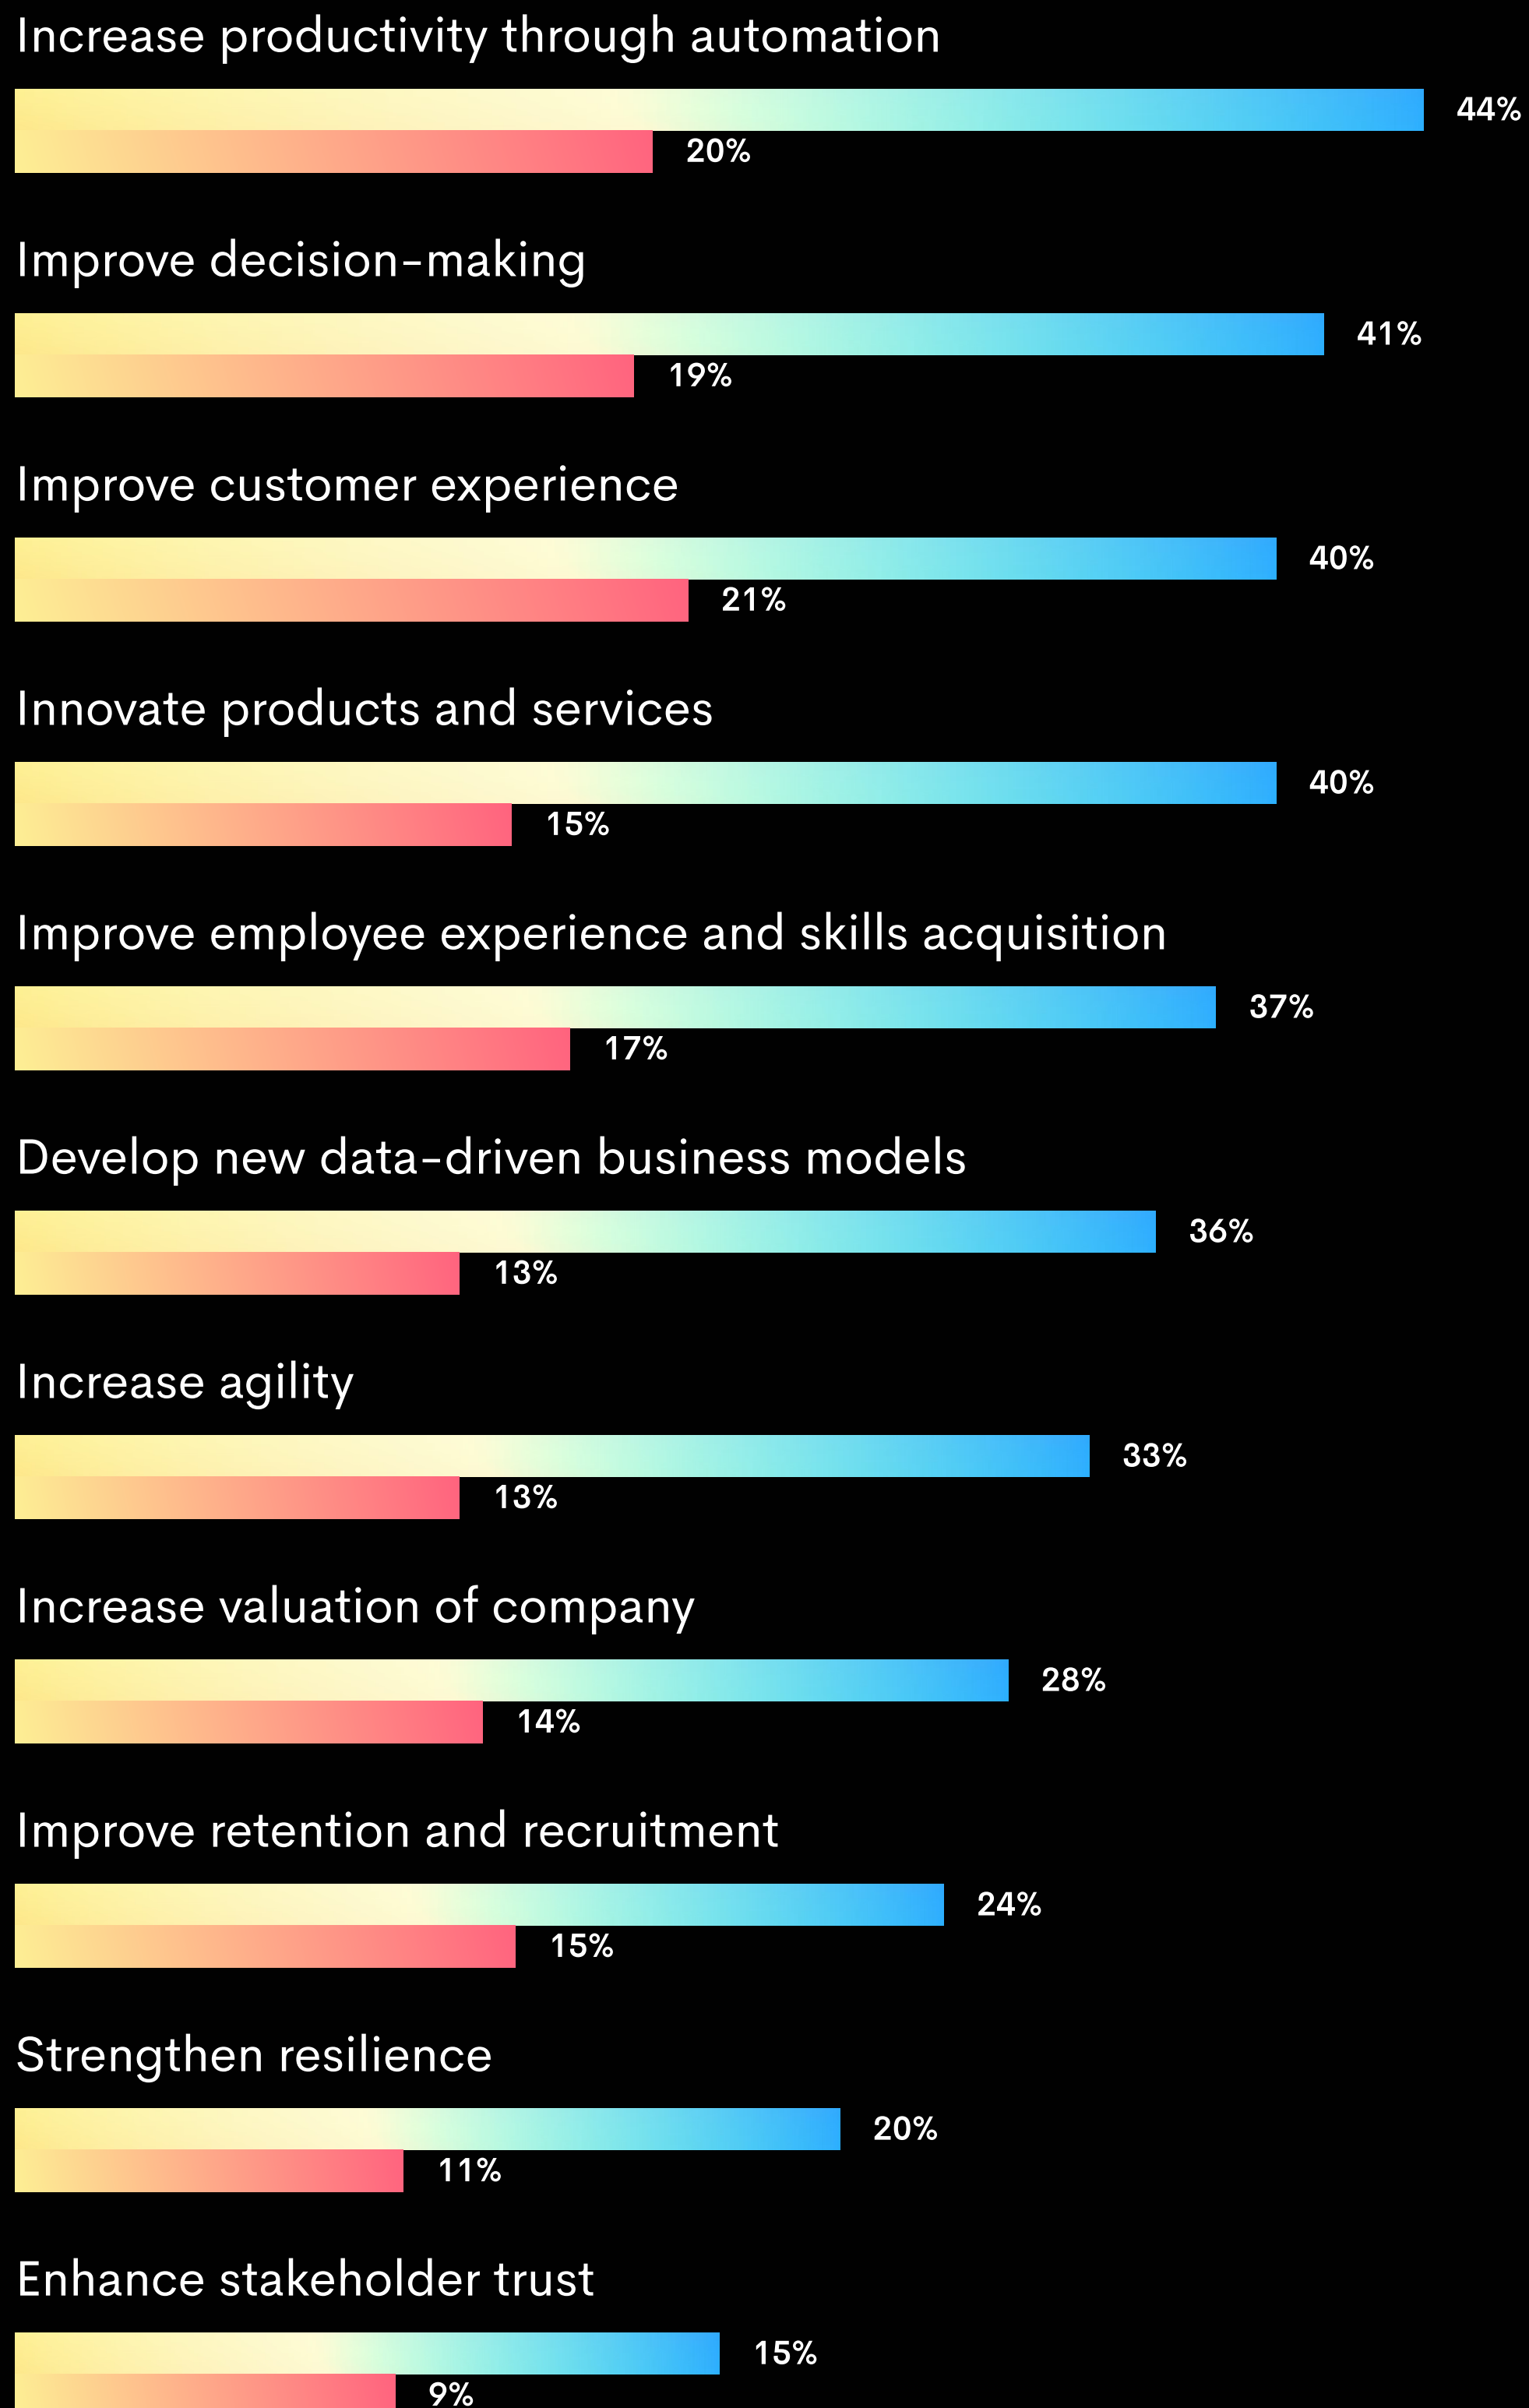 Increase productivity through automation
44%
20%
Improve decision-making
41%
19%
Improve customer experience
40%
21%
Innovate products and services
40%
15%
Improve employee experience and skills acquisition
37%
17%
Develop new data-driven business models
36%
13%
Increase agility
33%
13%
Increase valuation of company
28%
14%
Improve retention and recruitment
24%
15%
Strengthen resilience
20%
11%
Enhance stakeholder trust
15%
9%